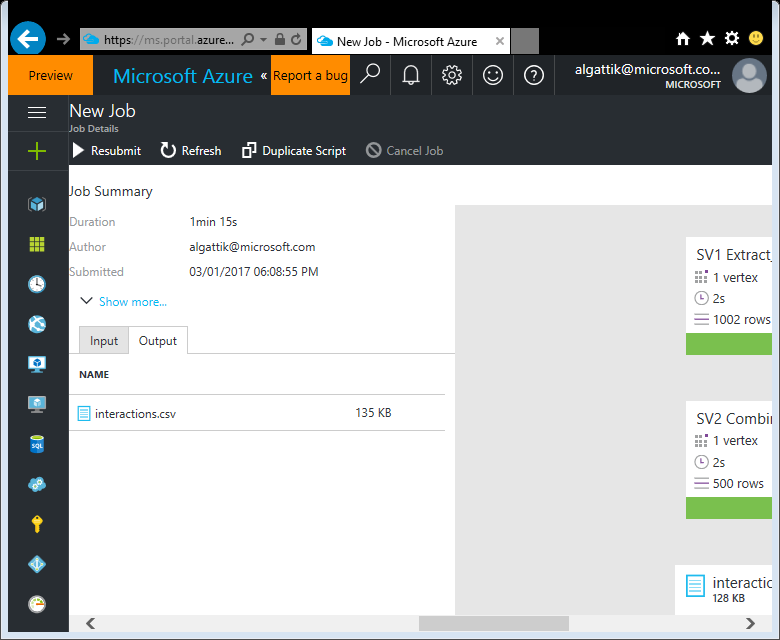 https://ms.portal.azure...
New Job - Microsoft Azure
Preview
Microsoft Azure «
Report a bug
algattik@microsoft.co...
MICROSOFT
New Job
Job Details
Resubmit
Refresh
Duplicate Script
Cancel Job
Job Summary
Duration 1min 15s
Author algattik@microsoft.com
Submitted 03/01/2017 06:08:55 PM
Show more...
Input
Output
NAME
interactions.csv 135 KB
SV1 Extract
1 vertex
2s
1002 rows
SV2 Combin
1 vertex
2s
500 rows
interactio
128 KB
SQL